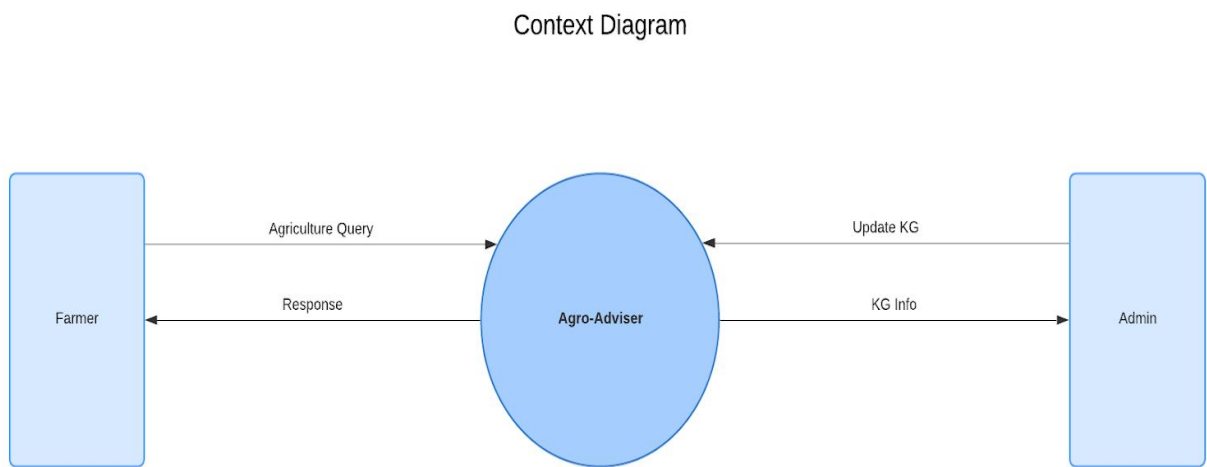 Context Diagram
Agriculture Query
Update KG
Response
KG Info
Farmer
Agro-Adviser
Admin